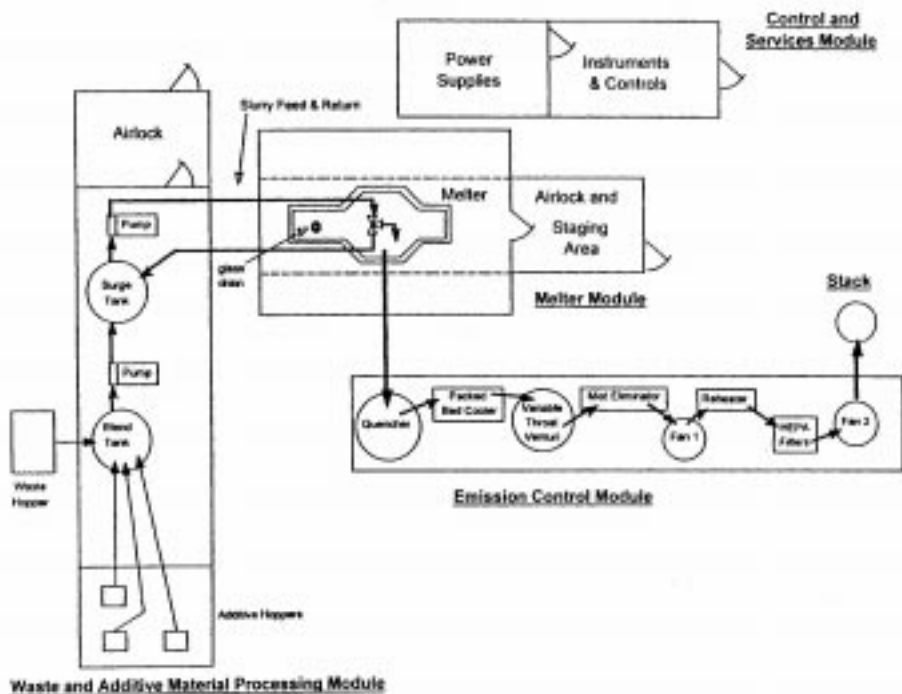 Control and
Services Module
Power
Supplies
Instruments
& Controls
Slurry Feed & Return
Airlock
Melter
Airlock and
Staging
Area
Pump
glass
drain
Surge
Tank
Melter Module
Stack
Pump
Quencher
Packed
Bed Cooler
Variable
Throat
Venturi
Mist Eliminator
Fan 1
Reheater
HEPA
Filters
Fan 2
Blend
Tank
Waste
Hopper
Emission Control Module
Additive Hoppers
Waste and Additive Material Processing Module